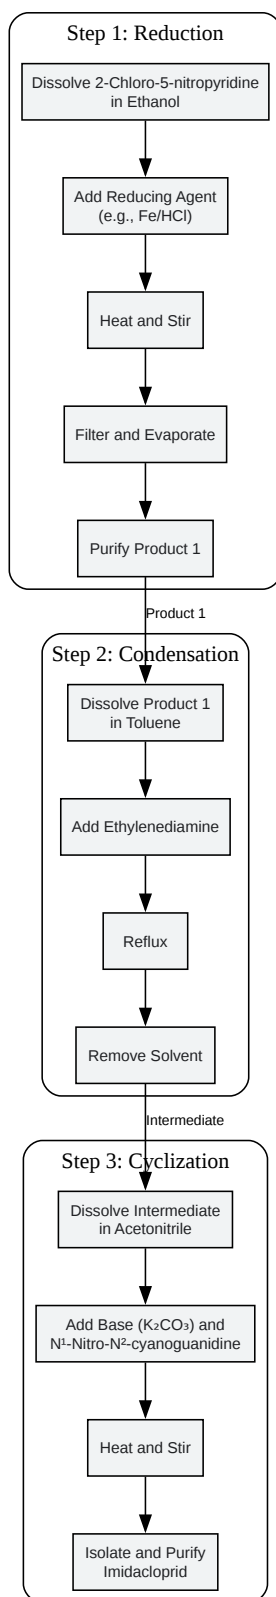 Step 1: Reduction
Dissolve 2-Chloro-5-nitropyridine
in Ethanol
Add Reducing Agent
(e.g., Fe/HCl)
Heat and Stir
Filter and Evaporate
Purify Product 1
Product 1
Step 2: Condensation
Dissolve Product 1
in Toluene
Add Ethylenediamine
Reflux
Remove Solvent
Intermediate
Step 3: Cyclization
Dissolve Intermediate
in Acetonitrile
Add Base (K₂CO₃) and
N¹-Nitro-N²-cyanoguanidine
Heat and Stir
Isolate and Purify
Imidacloprid